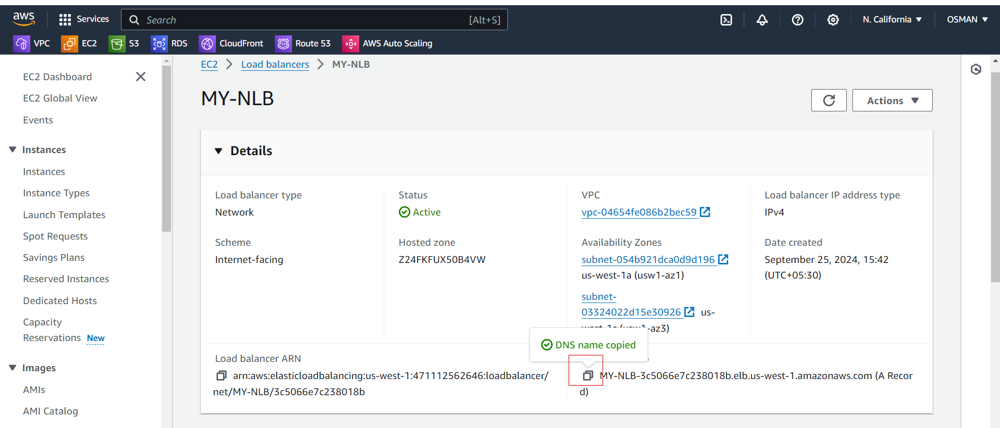 aws
Services
Search [Alt+S]
N. California
OSMAN
VPC
EC2
S3
RDS
CloudFront
Route 53
AWS Auto Scaling
EC2 Dashboard
EC2 Global View
Events
Instances
Instances
Instance Types
Launch Templates
Spot Requests
Savings Plans
Reserved Instances
Dedicated Hosts
Capacity
Reservations New
Images
AMIs
AMI Catalog
EC2 > Load balancers > MY-NLB
MY-NLB
Actions
Details
Load balancer type
Network
Status
Active
VPC
vpc-04654fe086b2bec59
Load balancer IP address type
IPv4
Scheme
Internet-facing
Hosted zone
Z24FKFUX50B4VW
Availability Zones
subnet-054b921dca0d9d196
us-west-1a (usw1-az1)
subnet-
03324022d15e30926 us-
west-1c (usw1-az3)
Date created
September 25, 2024, 15:42
(UTC+05:30)
DNS name copied
Load balancer ARN
arn:aws:elasticloadbalancing:us-west-1:471112562646:loadbalancer/
net/MY-NLB/3c5066e7c238018b
MY-NLB-3c5066e7c238018b.elb.us-west-1.amazonaws.com (A Recor
d)